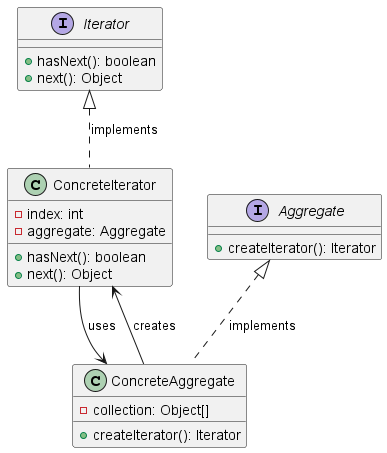 I Iterator
hasNext(): boolean
next(): Object
implements
C ConcreteIterator
index: int
aggregate: Aggregate
hasNext(): boolean
next(): Object
I Aggregate
createIterator(): Iterator
uses
creates
implements
C ConcreteAggregate
collection: Object[]
createIterator(): Iterator